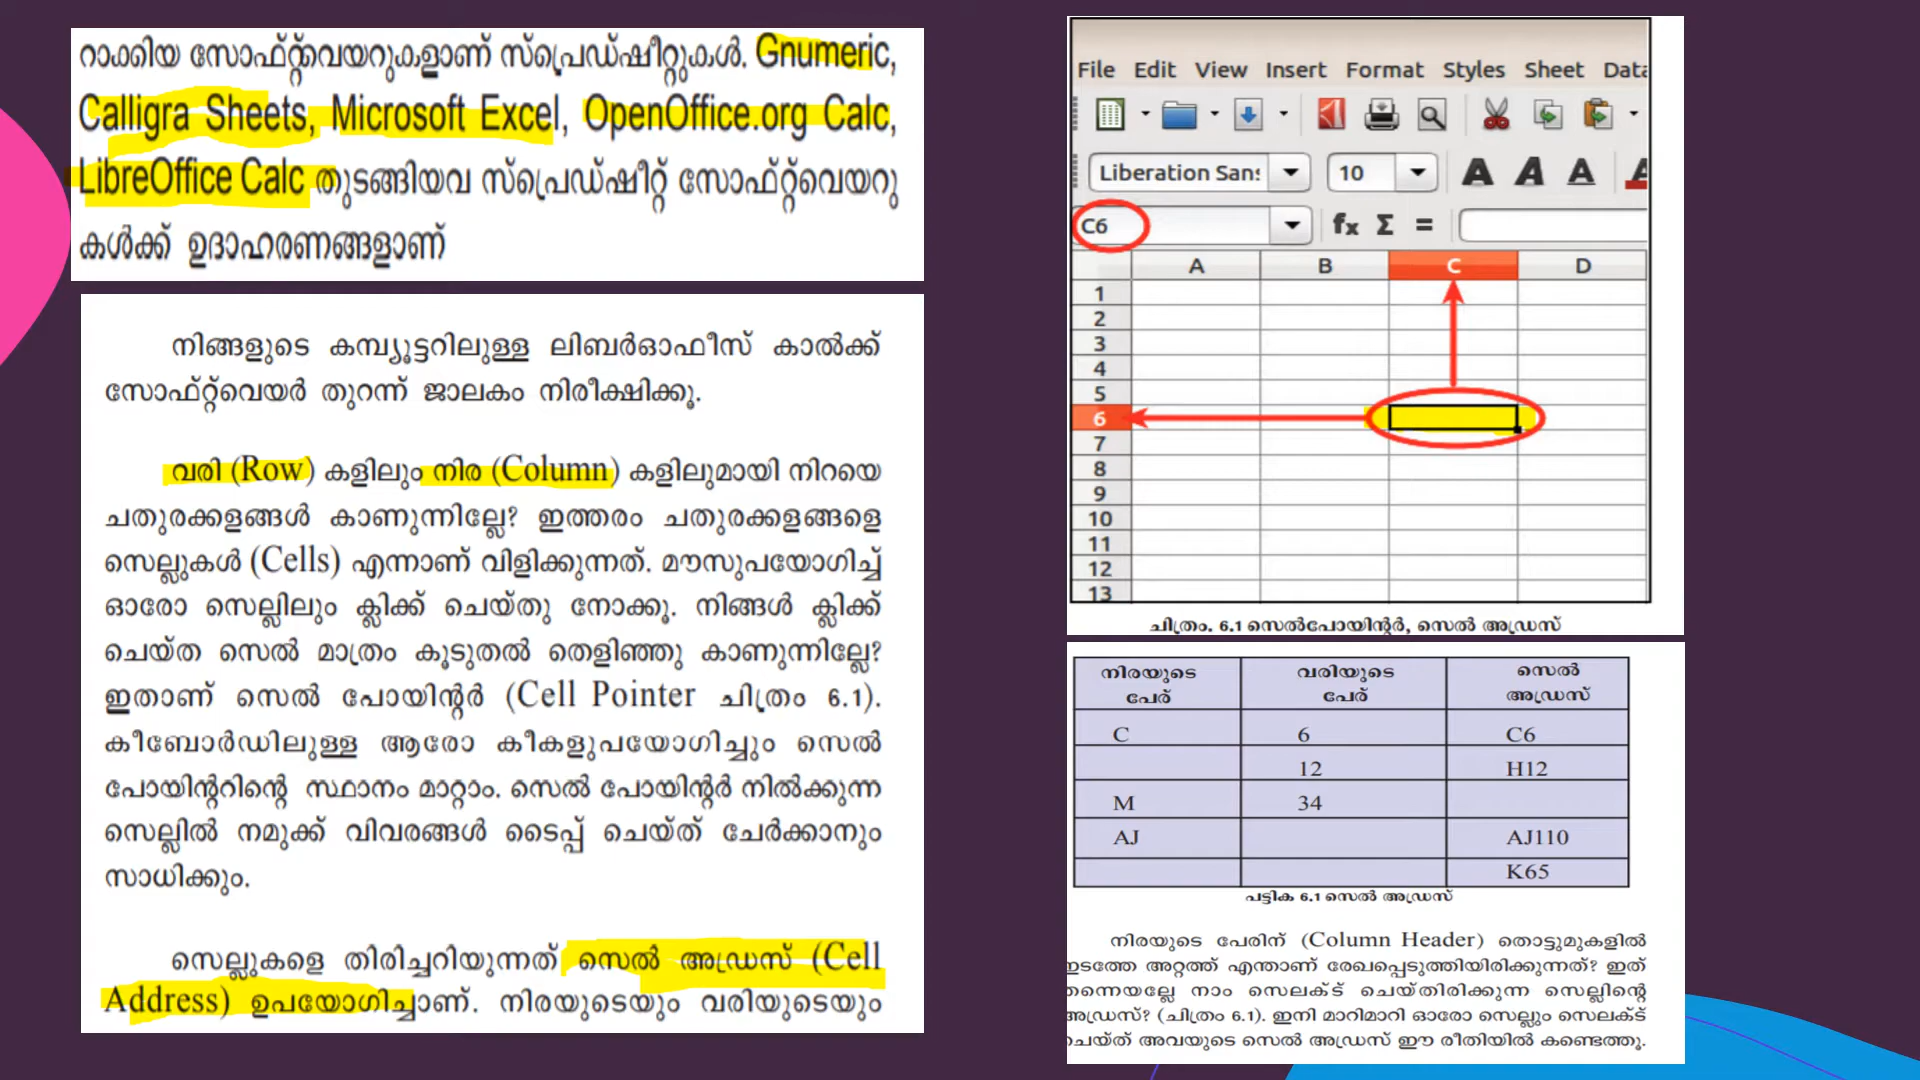 റാക്കിയ സോഫ്റ്റ്‌വെയറുകളാണ് സ്പ്രെഡ്ഷീറ്റുകൾ. Gnumeric,
Calligra Sheets, Microsoft Excel, OpenOffice.org Calc,
LibreOffice Calc തുടങ്ങിയവ സ്പ്രെഡ്ഷീറ്റ് സോഫ്റ്റ്‌വെയറു
കൾക്ക് ഉദാഹരണങ്ങളാണ്
നിങ്ങളുടെ കമ്പ്യൂട്ടറിലുള്ള ലിബർഓഫീസ് കാൽക്ക്
സോഫ്റ്റ്‌വെയർ തുറന്ന് ജാലകം നിരീക്ഷിക്കൂ.
വരി (Row) കളിലും നിര (Column) കളിലുമായി നിറയെ
ചതുരക്കളങ്ങൾ കാണുന്നില്ലേ? ഇത്തരം ചതുരക്കളങ്ങളെ
സെല്ലുകൾ (Cells) എന്നാണ് വിളിക്കുന്നത്. മൗസുപയോഗിച്ച്
ഓരോ സെല്ലിലും ക്ലിക്ക് ചെയ്തു നോക്കൂ. നിങ്ങൾ ക്ലിക്ക്
ചെയ്ത സെൽ മാത്രം കൂടുതൽ തെളിഞ്ഞു കാണുന്നില്ലേ?
ഇതാണ് സെൽ പോയിന്റർ (Cell Pointer ചിത്രം 6.1).
കീബോർഡിലുള്ള ആരോ കീകളുപയോഗിച്ചും സെൽ
പോയിന്ററിന്റെ സ്ഥാനം മാറ്റാം. സെൽ പോയിന്റർ നിൽക്കുന്ന
സെല്ലിൽ നമുക്ക് വിവരങ്ങൾ ടൈപ്പ് ചെയ്ത് ചേർക്കാനും
സാധിക്കും.
സെല്ലുകളെ തിരിച്ചറിയുന്നത് സെൽ അഡ്രസ് (Cell
Address) ഉപയോഗിച്ചാണ്. നിരയുടെയും വരിയുടെയും
File Edit View Insert Format Styles Sheet Data
Liberation Sans 10 A A A A
C6 fx Σ =
A B C D
1
2
3
4
5
6
7
8
9
10
11
12
13
ചിത്രം. 6.1 സെൽപോയിന്റർ, സെൽ അഡ്രസ്
നിരയുടെ പേര് വരിയുടെ പേര് സെൽ അഡ്രസ്
C 6 C6
12 H12
M 34
AJ AJ110
K65
പട്ടിക 6.1 സെൽ അഡ്രസ്
നിരയുടെ പേരിന് (Column Header) തൊട്ടുമുകളിൽ
ഇടത്തേ അറ്റത്ത് എന്താണ് രേഖപ്പെടുത്തിയിരിക്കുന്നത്? ഇത്
തന്നെയല്ലേ നാം സെലക്ട് ചെയ്തിരിക്കുന്ന സെല്ലിന്റെ
അഡ്രസ്? (ചിത്രം 6.1). ഇനി മാറിമാറി ഓരോ സെല്ലും സെലക്ട്
ചെയ്ത് അവയുടെ സെൽ അഡ്രസ് ഈ രീതിയിൽ കണ്ടെത്തൂ.